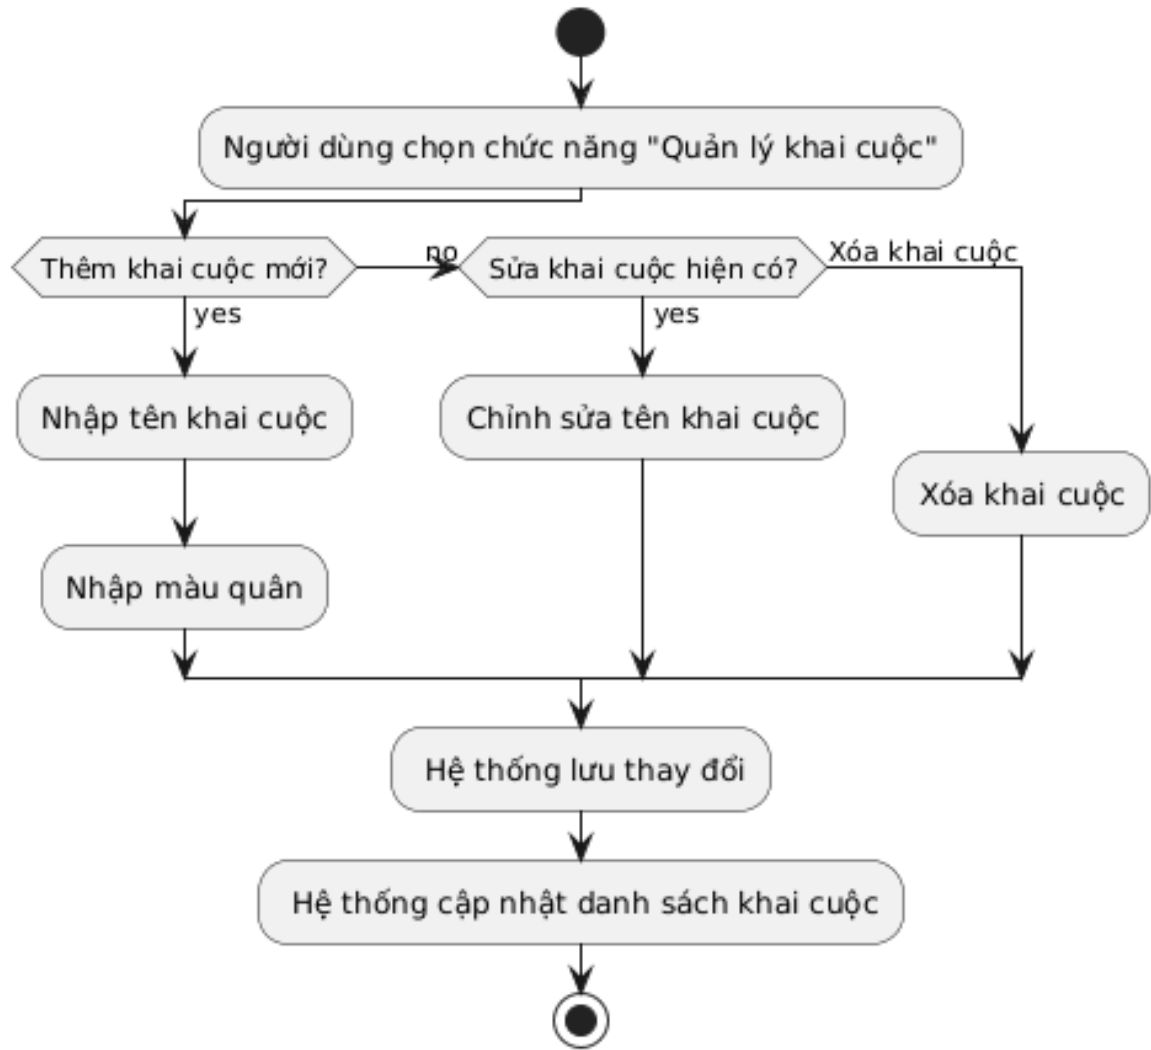 Người dùng chọn chức năng "Quản lý khai cuộc"
Thêm khai cuộc mới?
no
Sửa khai cuộc hiện có?
Xóa khai cuộc
yes
yes
Nhập tên khai cuộc
Chỉnh sửa tên khai cuộc
Xóa khai cuộc
Nhập màu quân
Hệ thống lưu thay đổi
Hệ thống cập nhật danh sách khai cuộc